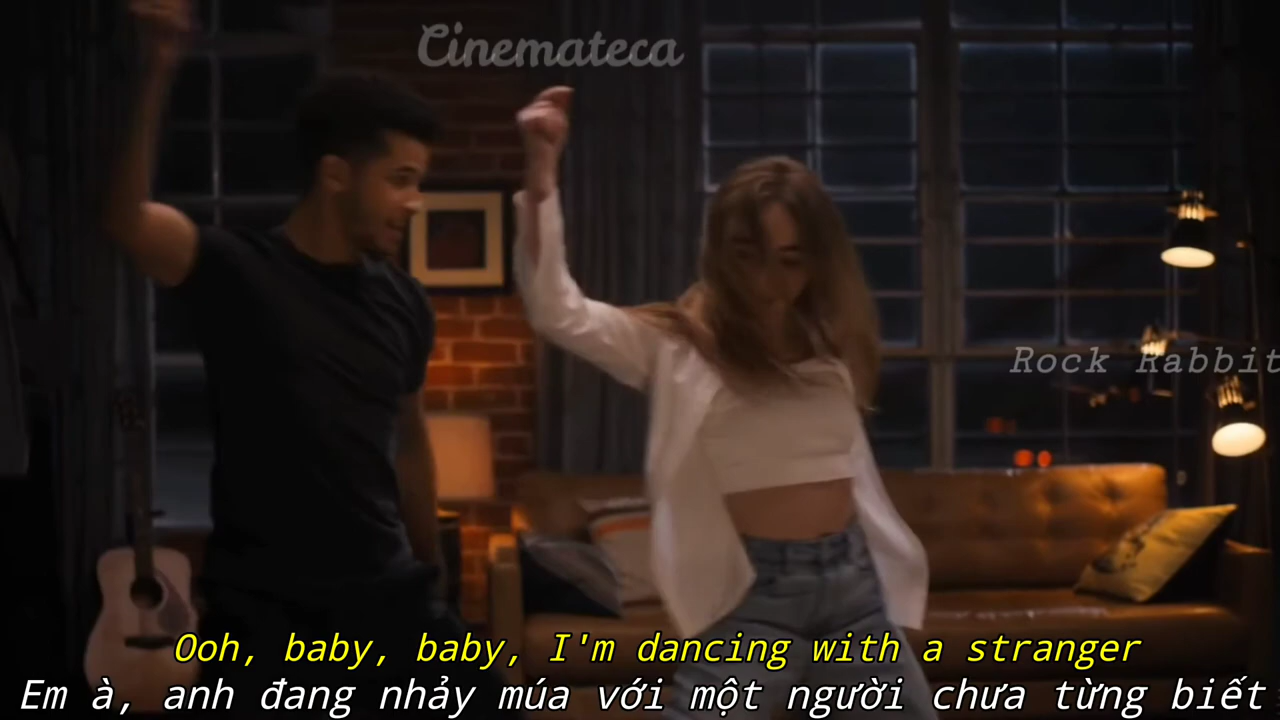 Cinemateca
Rock Rabbit
Ooh, baby, baby, I'm dancing with a stranger
Em à, anh đang nhảy múa với một người chưa từng biết